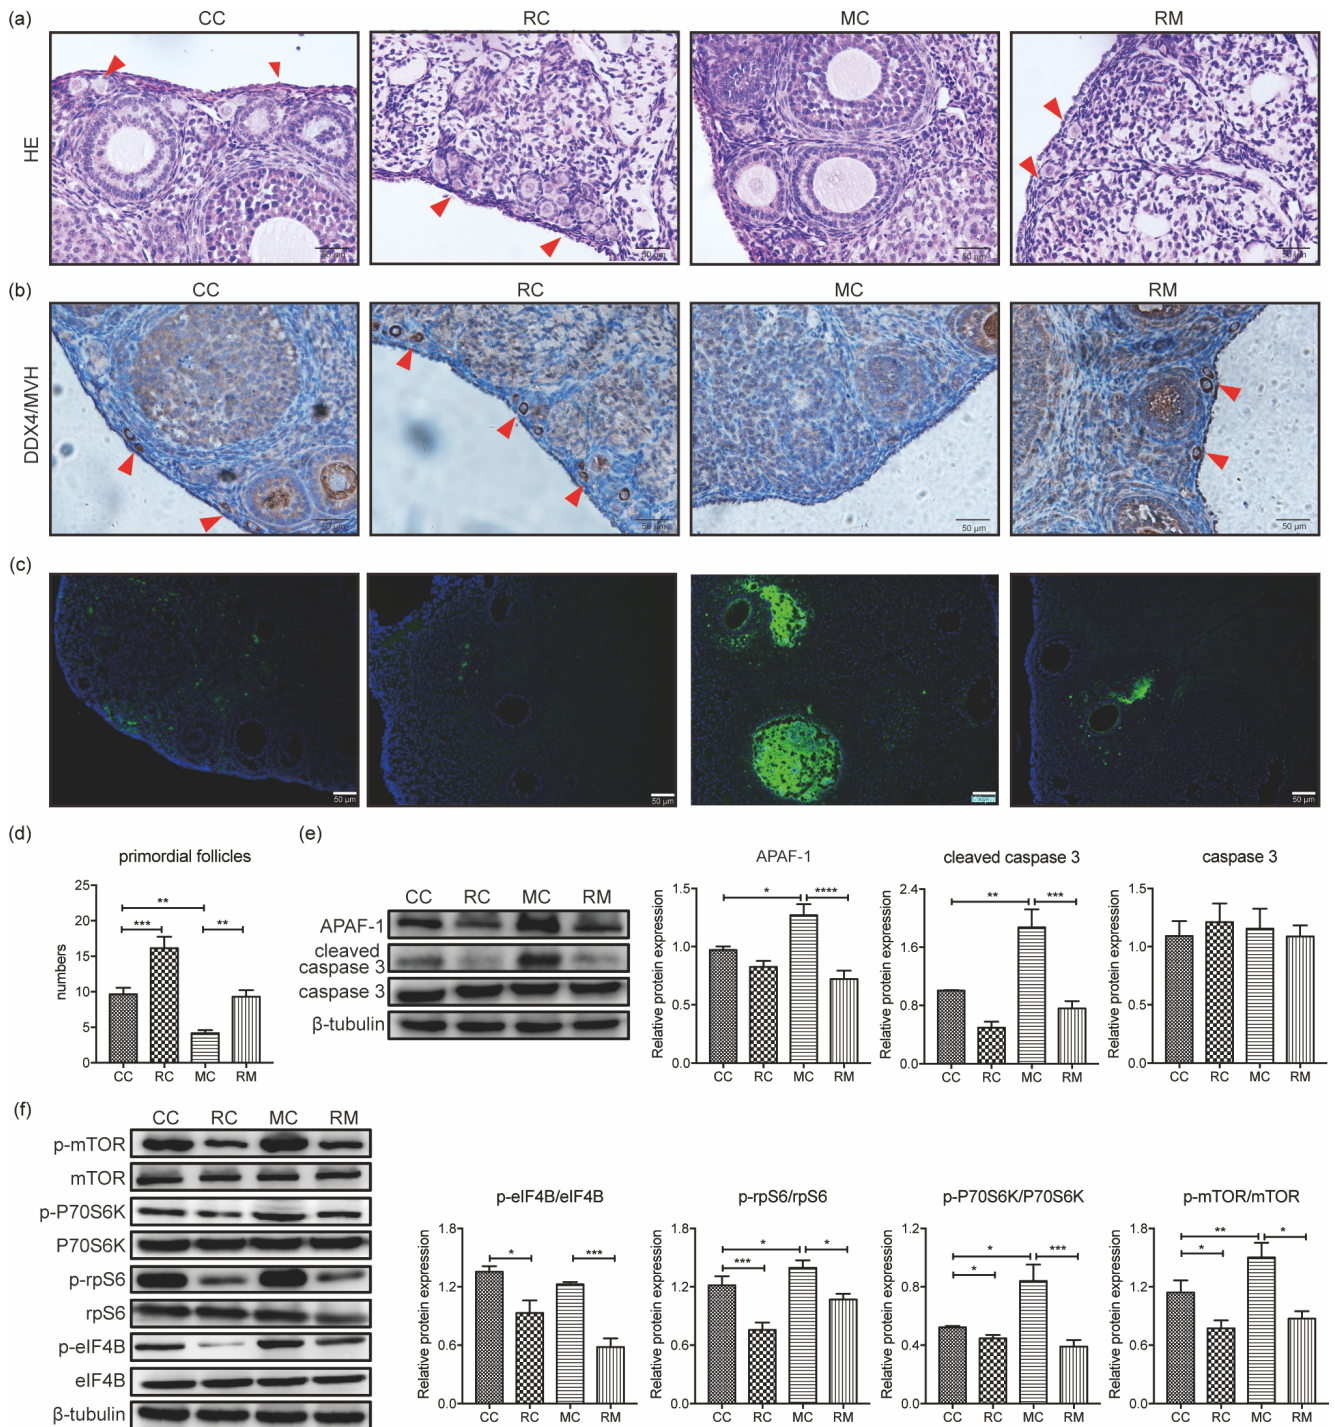 (a)
CC RC MC RM
HE
50 µm 50 µm 50 µm 50 µm
(b)
CC RC MC RM
DDX4/MVH
50 µm 50 µm 50 µm 50 µm
(c)
50 µm 50 µm 50 µm 50 µm
(d)
primordial follicles
numbers
25
20
15
10
5
0
** *** **
CC RC MC RM
(e)
CC RC MC RM
APAF-1
cleaved
caspase 3
caspase 3
β-tubulin
APAF-1
Relative protein expression
1.5
1.0
0.5
0.0
* ****
CC RC MC RM
cleaved caspase 3
Relative protein expression
2.4
1.6
0.8
0.0
** ***
CC RC MC RM
caspase 3
Relative protein expression
1.5
1.0
0.5
0.0
CC RC MC RM
(f)
CC RC MC RM
p-mTOR
mTOR
p-P70S6K
P70S6K
p-rpS6
rpS6
p-eIF4B
eIF4B
β-tubulin
p-eIF4B/eIF4B
Relative protein expression
1.8
1.2
0.6
0.0
* ***
CC RC MC RM
p-rpS6/rpS6
Relative protein expression
1.8
1.2
0.6
0.0
* * ***
CC RC MC RM
p-P70S6K/P70S6K
Relative protein expression
1.2
0.8
0.4
0.0
* *** *
CC RC MC RM
p-mTOR/mTOR
Relative protein expression
1.8
1.2
0.6
0.0
** * *
CC RC MC RM